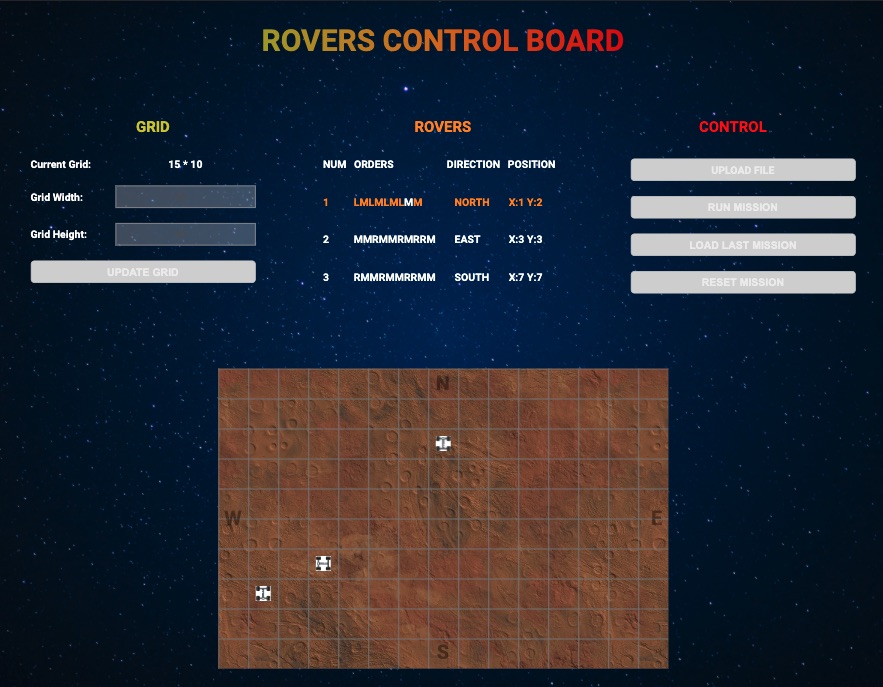 ROVERS CONTROL BOARD
GRID
Current Grid: 15 * 10
Grid Width:
Grid Height:
UPDATE GRID
ROVERS
NUM ORDERS DIRECTION POSITION
1 LMLMLMLMM NORTH X:1 Y:2
2 MMRMMRMRRM EAST X:3 Y:3
3 RMMRMMRRMM SOUTH X:7 Y:7
CONTROL
UPLOAD FILE
RUN MISSION
LOAD LAST MISSION
RESET MISSION
N
W
E
S